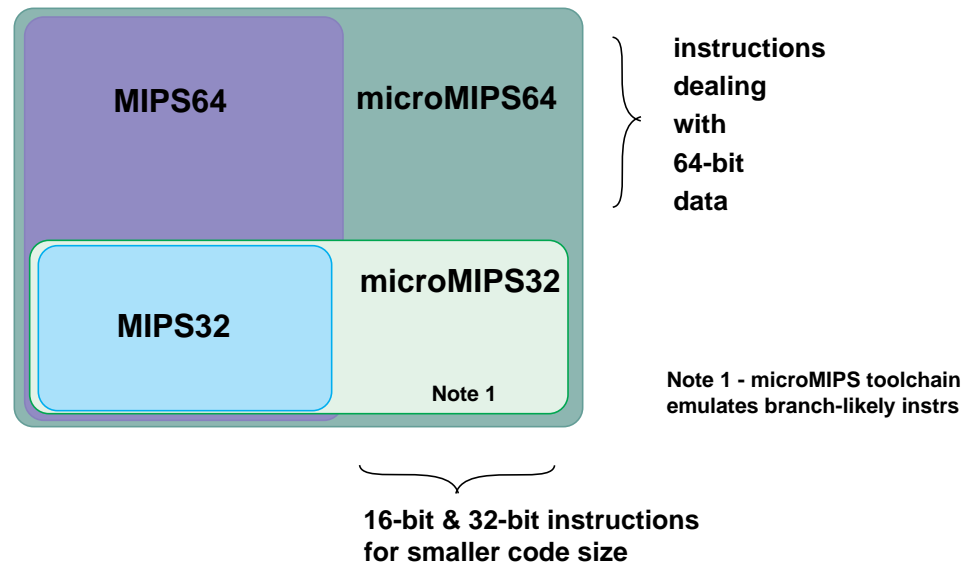 MIPS64
microMIPS64
instructions
dealing
with
64-bit
data
microMIPS32
MIPS32
Note 1
Note 1 - microMIPS toolchain
emulates branch-likely instrs
16-bit & 32-bit instructions
for smaller code size